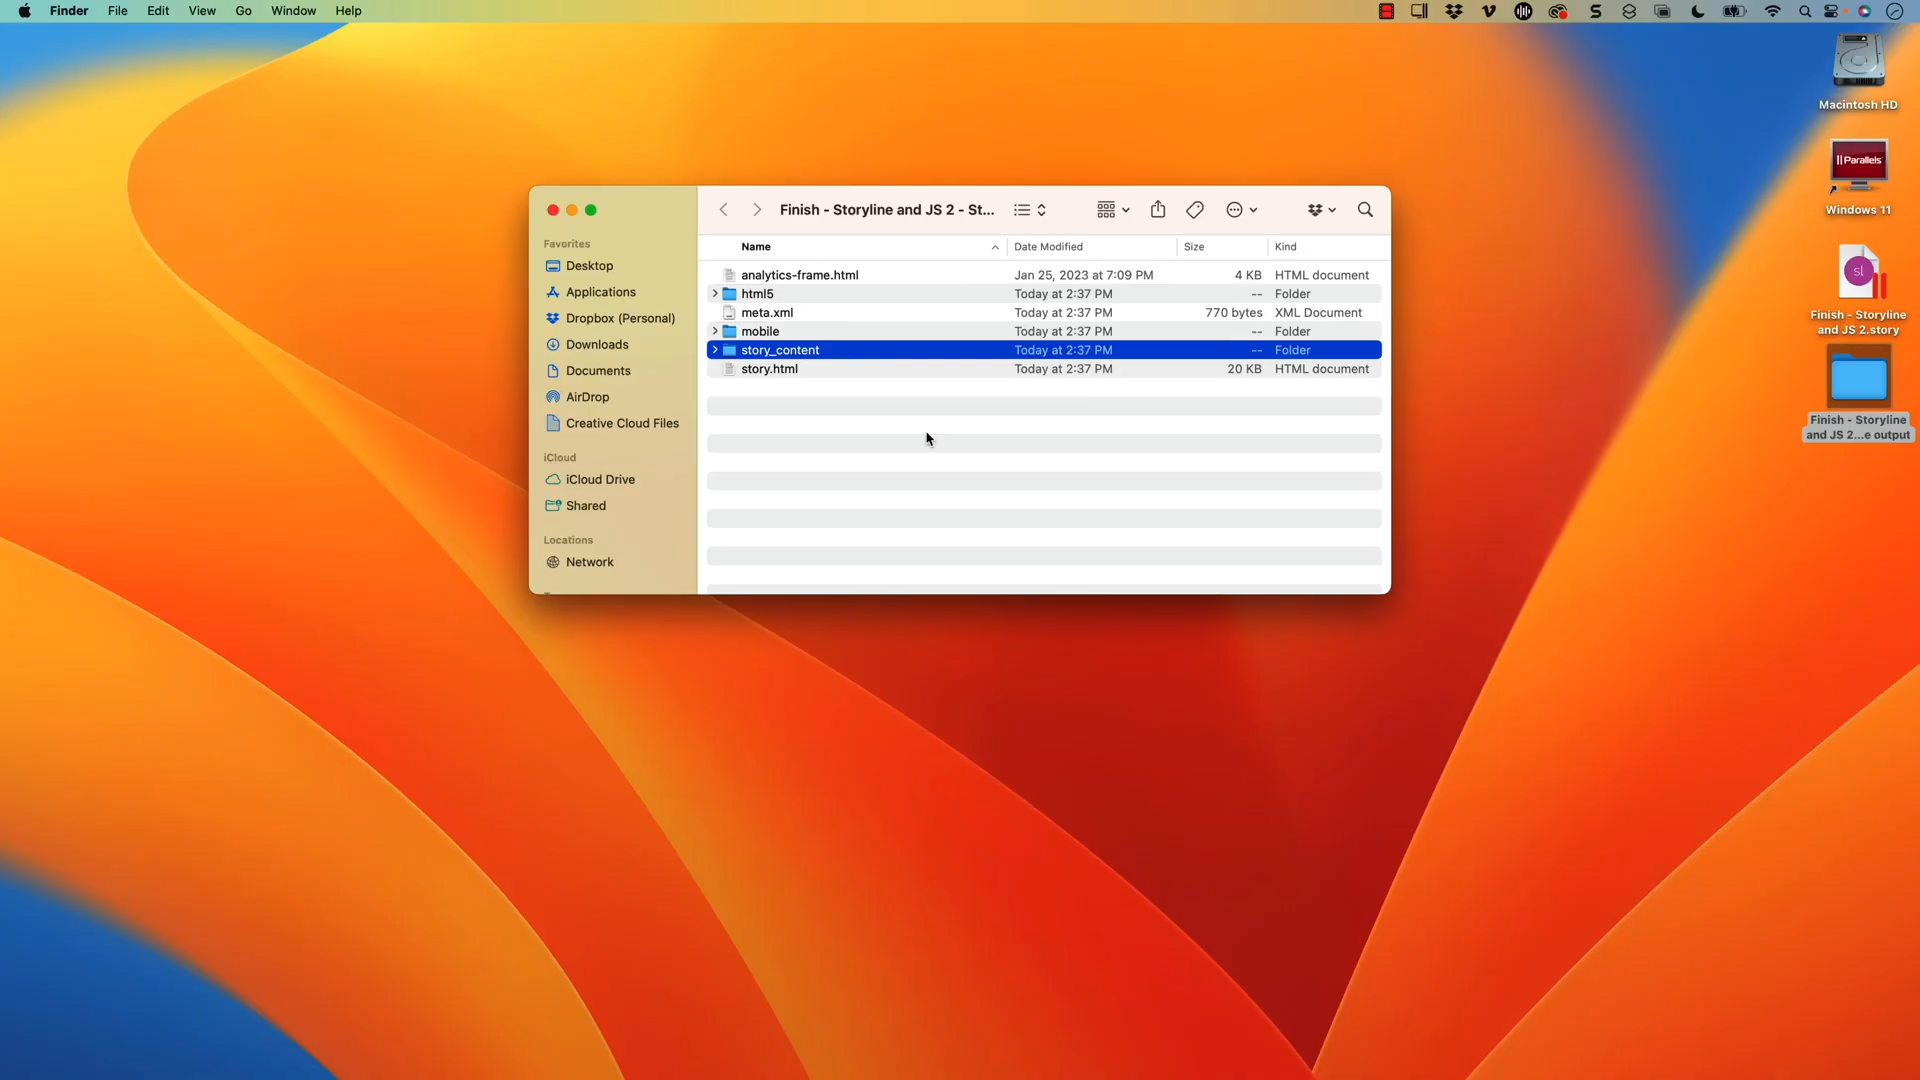 Finder File Edit View Go Window Help
Macintosh HD
Parallels
Windows 11
sl
Finish - Storyline
and JS 2.story
Finish - Storyline
and JS 2...e output
Finish - Storyline and JS 2 - St...
Favorites
Desktop
Applications
Dropbox (Personal)
Downloads
Documents
AirDrop
Creative Cloud Files
iCloud
iCloud Drive
Shared
Locations
Network
Name Date Modified Size Kind
analytics-frame.html Jan 25, 2023 at 7:09 PM 4 KB HTML document
html5 Today at 2:37 PM -- Folder
meta.xml Today at 2:37 PM 770 bytes XML Document
mobile Today at 2:37 PM -- Folder
story_content Today at 2:37 PM -- Folder
story.html Today at 2:37 PM 20 KB HTML document